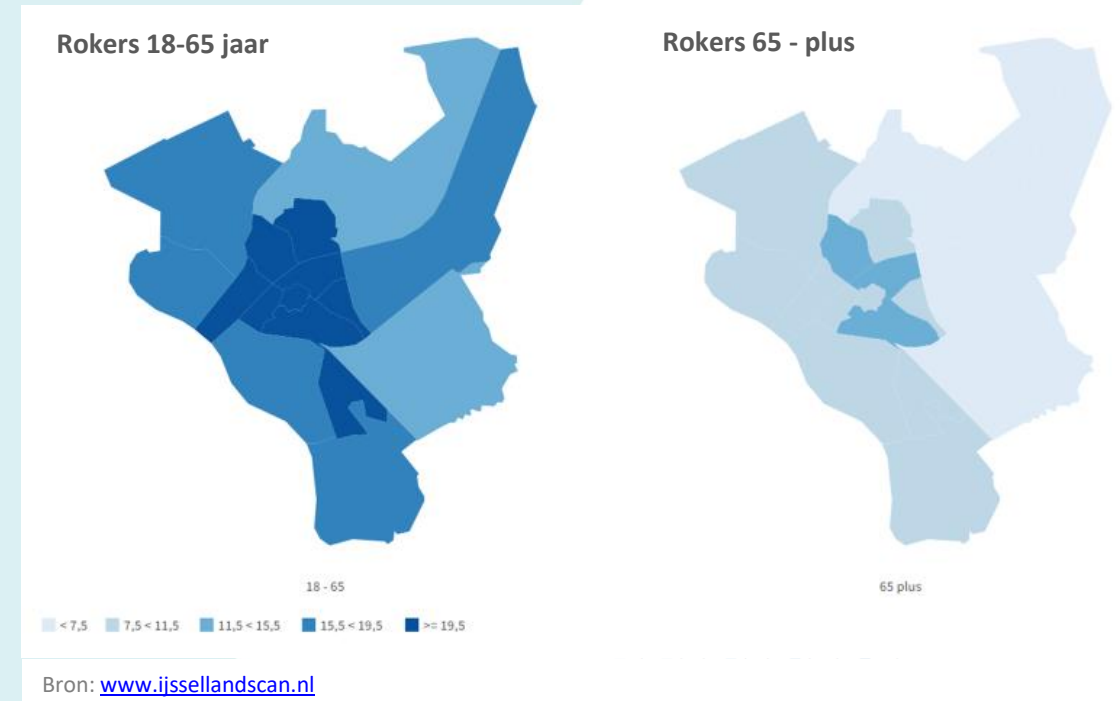 Rokers 18-65 jaar
Rokers 65 - plus
18 - 65
65 plus
< 7,5 7,5 < 11,5 11,5 < 15,5 15,5 < 19,5 >= 19,5
Bron: www.ijssellandscan.nl